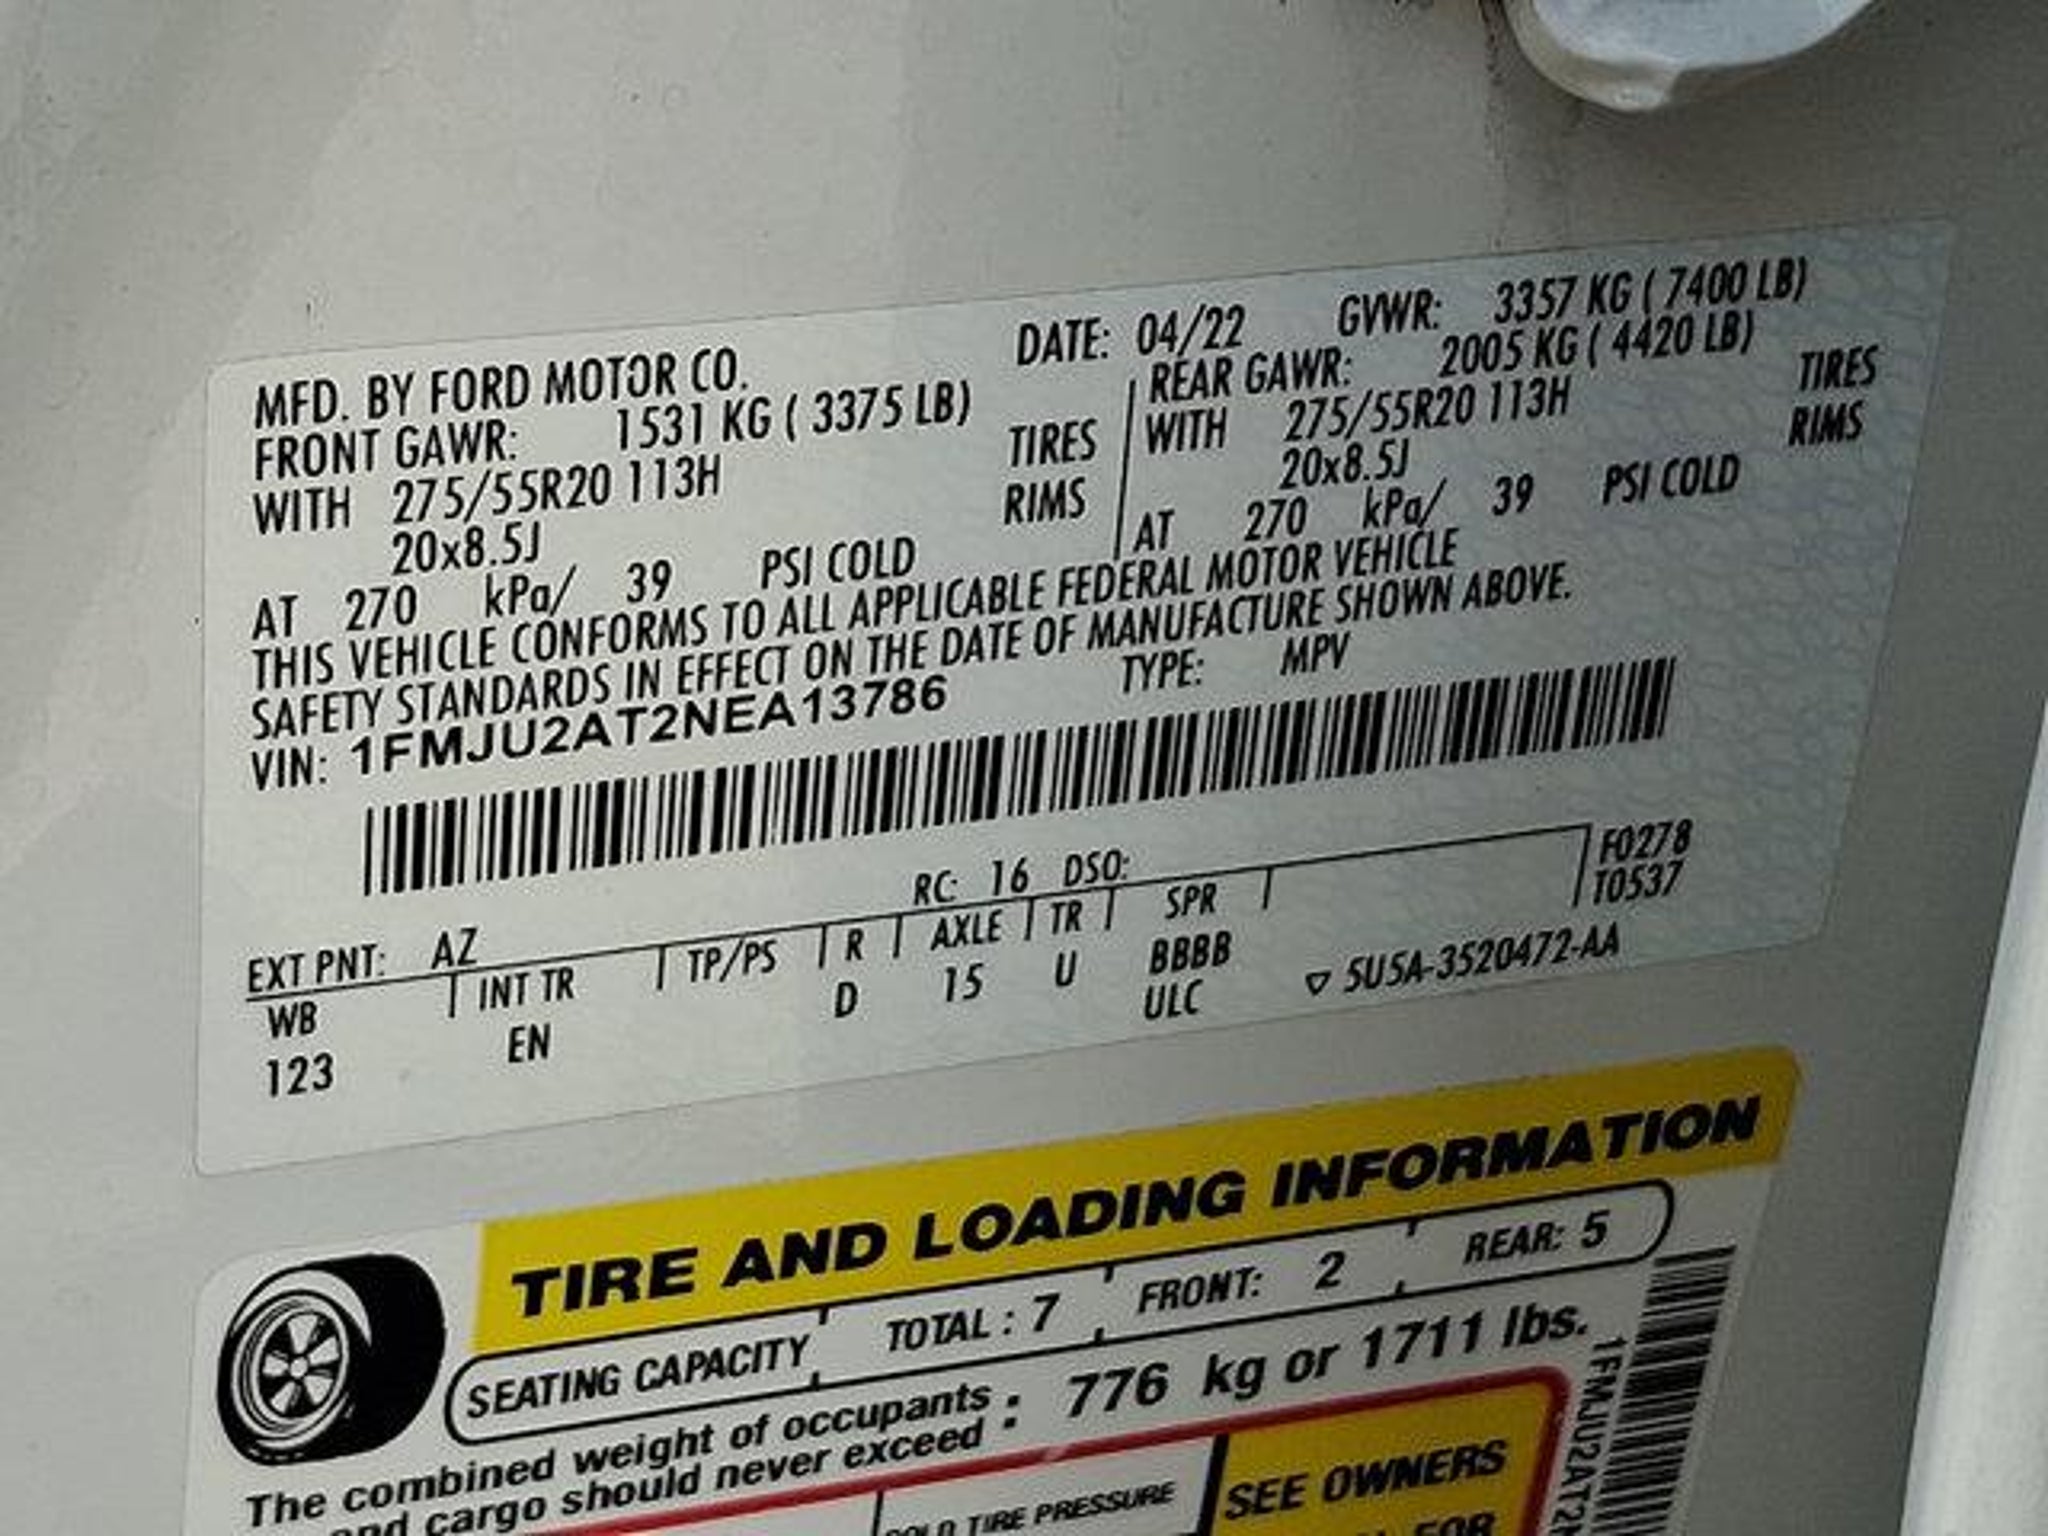 MFD. BY FORD MOTOR CO. DATE: 04/22 GVWR: 3357 KG ( 7400 LB)
FRONT GAWR: 1531 KG ( 3375 LB) REAR GAWR: 2005 KG ( 4420 LB)
WITH 275/55R20 113H TIRES WITH 275/55R20 113H TIRES
20x8.5J RIMS 20x8.5J RIMS
AT 270 kPa/ 39 PSI COLD AT 270 kPa/ 39 PSI COLD
THIS VEHICLE CONFORMS TO ALL APPLICABLE FEDERAL MOTOR VEHICLE
SAFETY STANDARDS IN EFFECT ON THE DATE OF MANUFACTURE SHOWN ABOVE.
VIN: 1FMJU2AT2NEA13786 TYPE: MPV
RC: 16 DSO: F0278
EXT PNT: AZ T0537
WB INT TR TP/PS R AXLE TR SPR
123 EN D 15 U BBBB
ULC ▽ 5U5A-3520472-AA
TIRE AND LOADING INFORMATION
SEATING CAPACITY TOTAL : 7 FRONT: 2 REAR: 5
The combined weight of occupants : 776 kg or 1711 lbs.
and cargo should never exceed
COLD TIRE PRESSURE SEE OWNERS
FOR
1FMJU2AT2